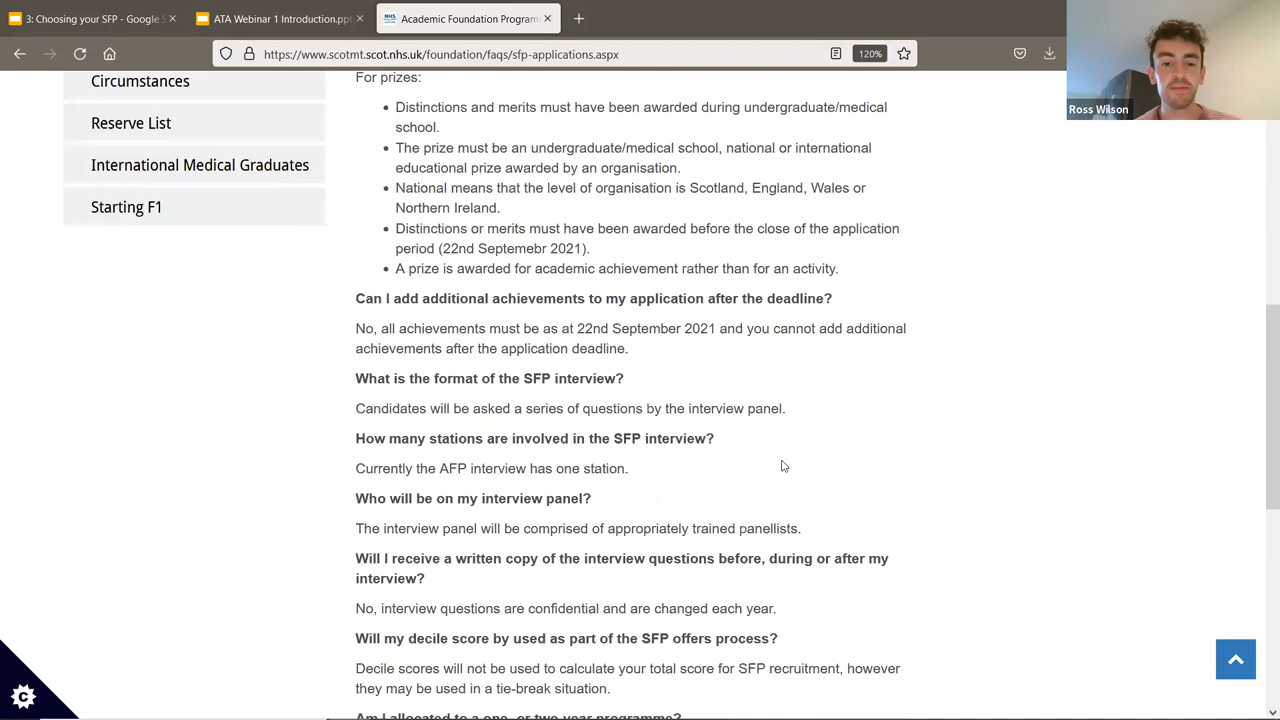 3: Choosing your SFP - Google S
ATA Webinar 1 Introduction.ppt
Academic Foundation Program
https://www.scotmt.scot.nhs.uk/foundation/faqs/sfp-applications.aspx
120%
Ross Wilson
Circumstances
Reserve List
International Medical Graduates
Starting F1
For prizes:
Distinctions and merits must have been awarded during undergraduate/medical
school.
The prize must be an undergraduate/medical school, national or international
educational prize awarded by an organisation.
National means that the level of organisation is Scotland, England, Wales or
Northern Ireland.
Distinctions or merits must have been awarded before the close of the application
period (22nd Septemebr 2021).
A prize is awarded for academic achievement rather than for an activity.
Can I add additional achievements to my application after the deadline?
No, all achievements must be as at 22nd September 2021 and you cannot add additional
achievements after the application deadline.
What is the format of the SFP interview?
Candidates will be asked a series of questions by the interview panel.
How many stations are involved in the SFP interview?
Currently the AFP interview has one station.
Who will be on my interview panel?
The interview panel will be comprised of appropriately trained panellists.
Will I receive a written copy of the interview questions before, during or after my
interview?
No, interview questions are confidential and are changed each year.
Will my decile score by used as part of the SFP offers process?
Decile scores will not be used to calculate your total score for SFP recruitment, however
they may be used in a tie-break situation.
Am I allocated to a one, or two year programme?